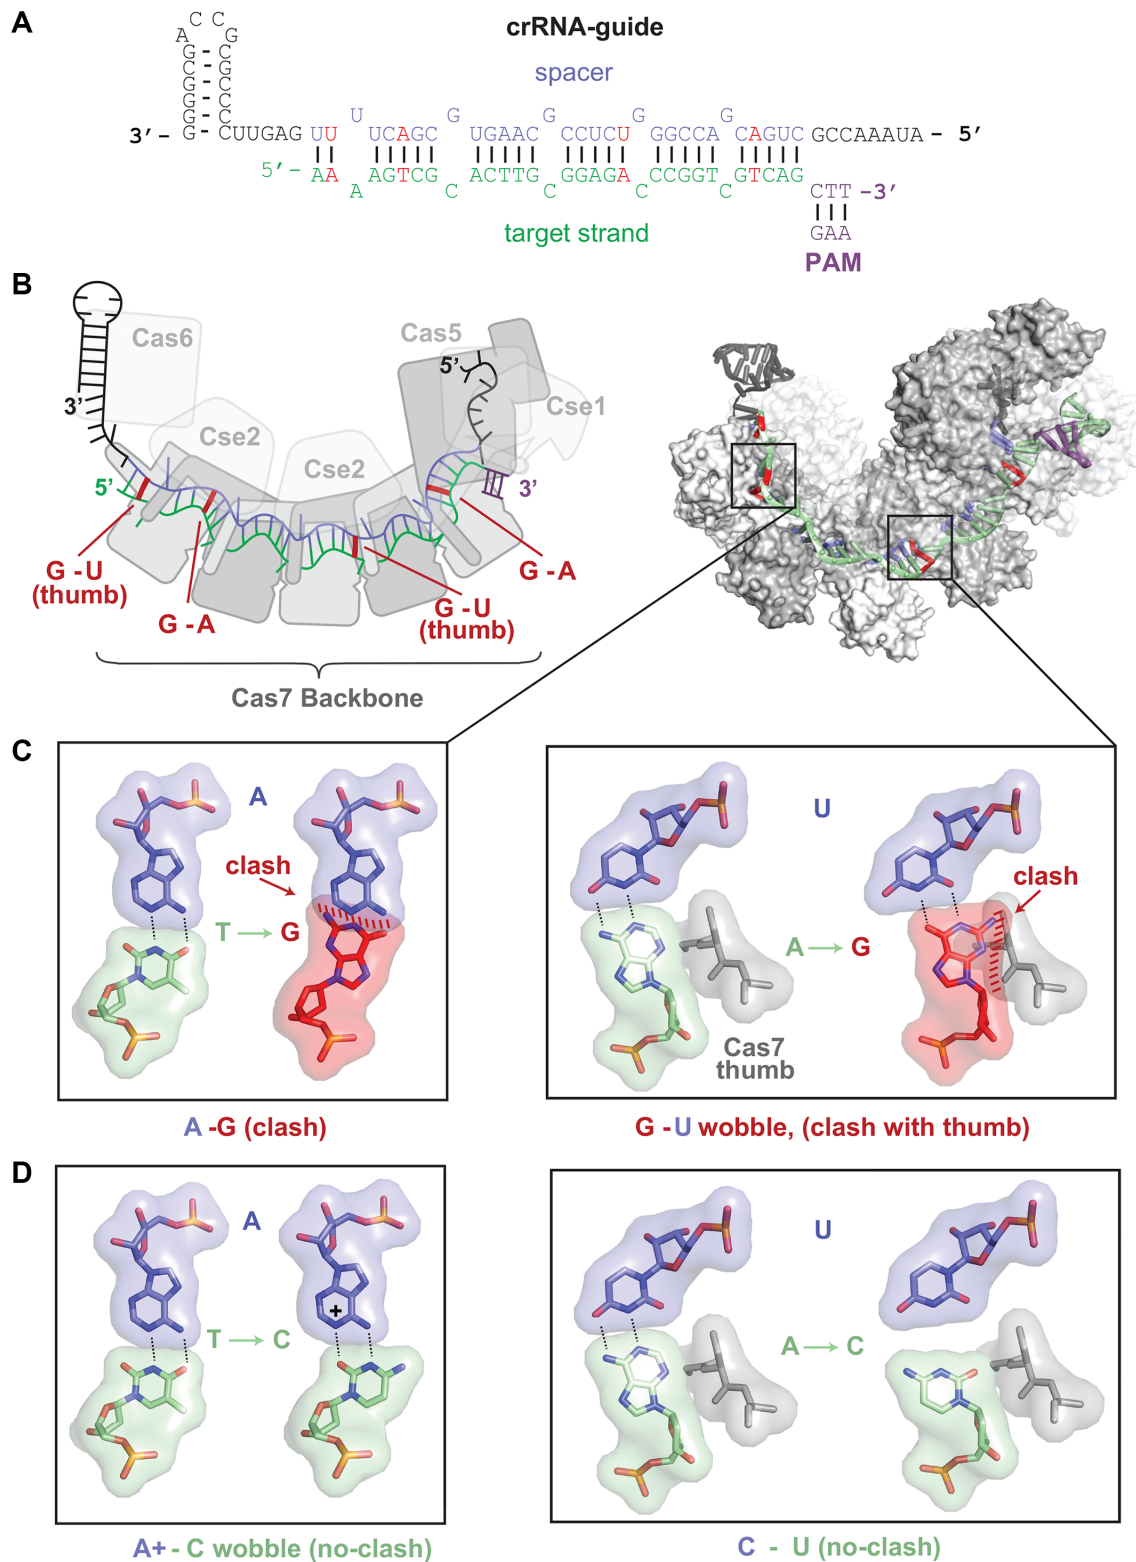 A
crRNA-guide
spacer
C C
A G
G - C
G - C
G - C
G - C
G - C
U G G G G
3’- G - CUUGAG UU UCAGC UGAAC CCUCU GGCCA CAGUC GCCAAAUA - 5’
5’- AA AGTCG ACTTG GGAGA CCGGT GTCAG CTT -3’
A C C C C
target strand
GAA
PAM
B
Cas6
Cas5
5’
3’
Cse2
Cse1
Cse2
5’
3’
G - U
(thumb)
G - A
G - A
G - U
(thumb)
Cas7 Backbone
C
A
clash
T → G
U
clash
A → G
Cas7
thumb
A -G (clash)
G -U wobble, (clash with thumb)
D
A
+
T → C
U
A → C
A+ - C wobble (no-clash)
C - U (no-clash)